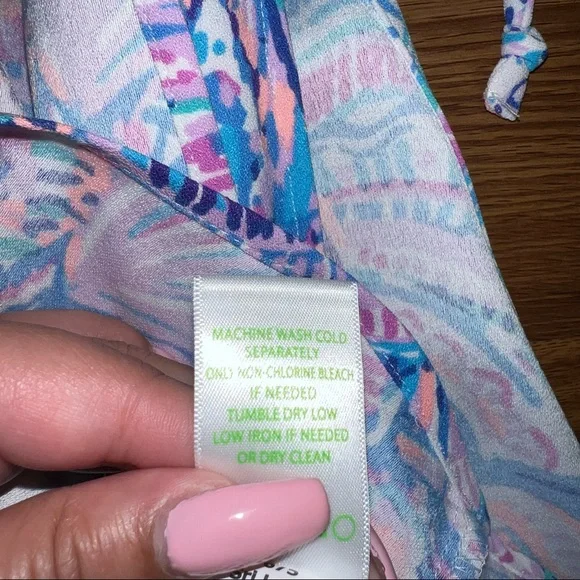 MACHINE WASH COLD
SEPARATELY
ONLY NON-CHLORINE BLEACH
IF NEEDED
TUMBLE DRY LOW
LOW IRON IF NEEDED
OR DRY CLEAN